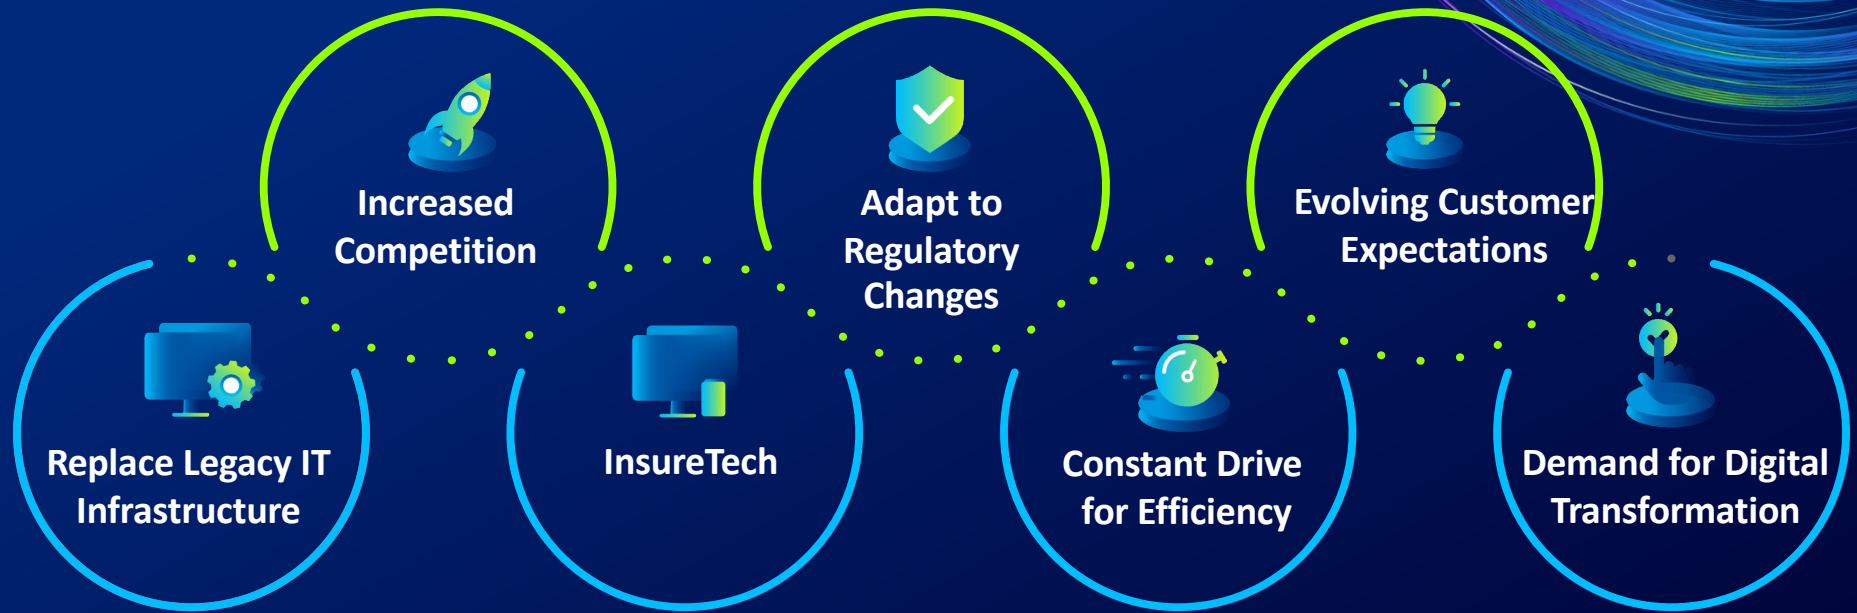 Increased
Competition
Adapt to
Regulatory
Changes
Evolving Customer
Expectations
Replace Legacy IT
Infrastructure
InsureTech
Constant Drive
for Efficiency
Demand for Digital
Transformation